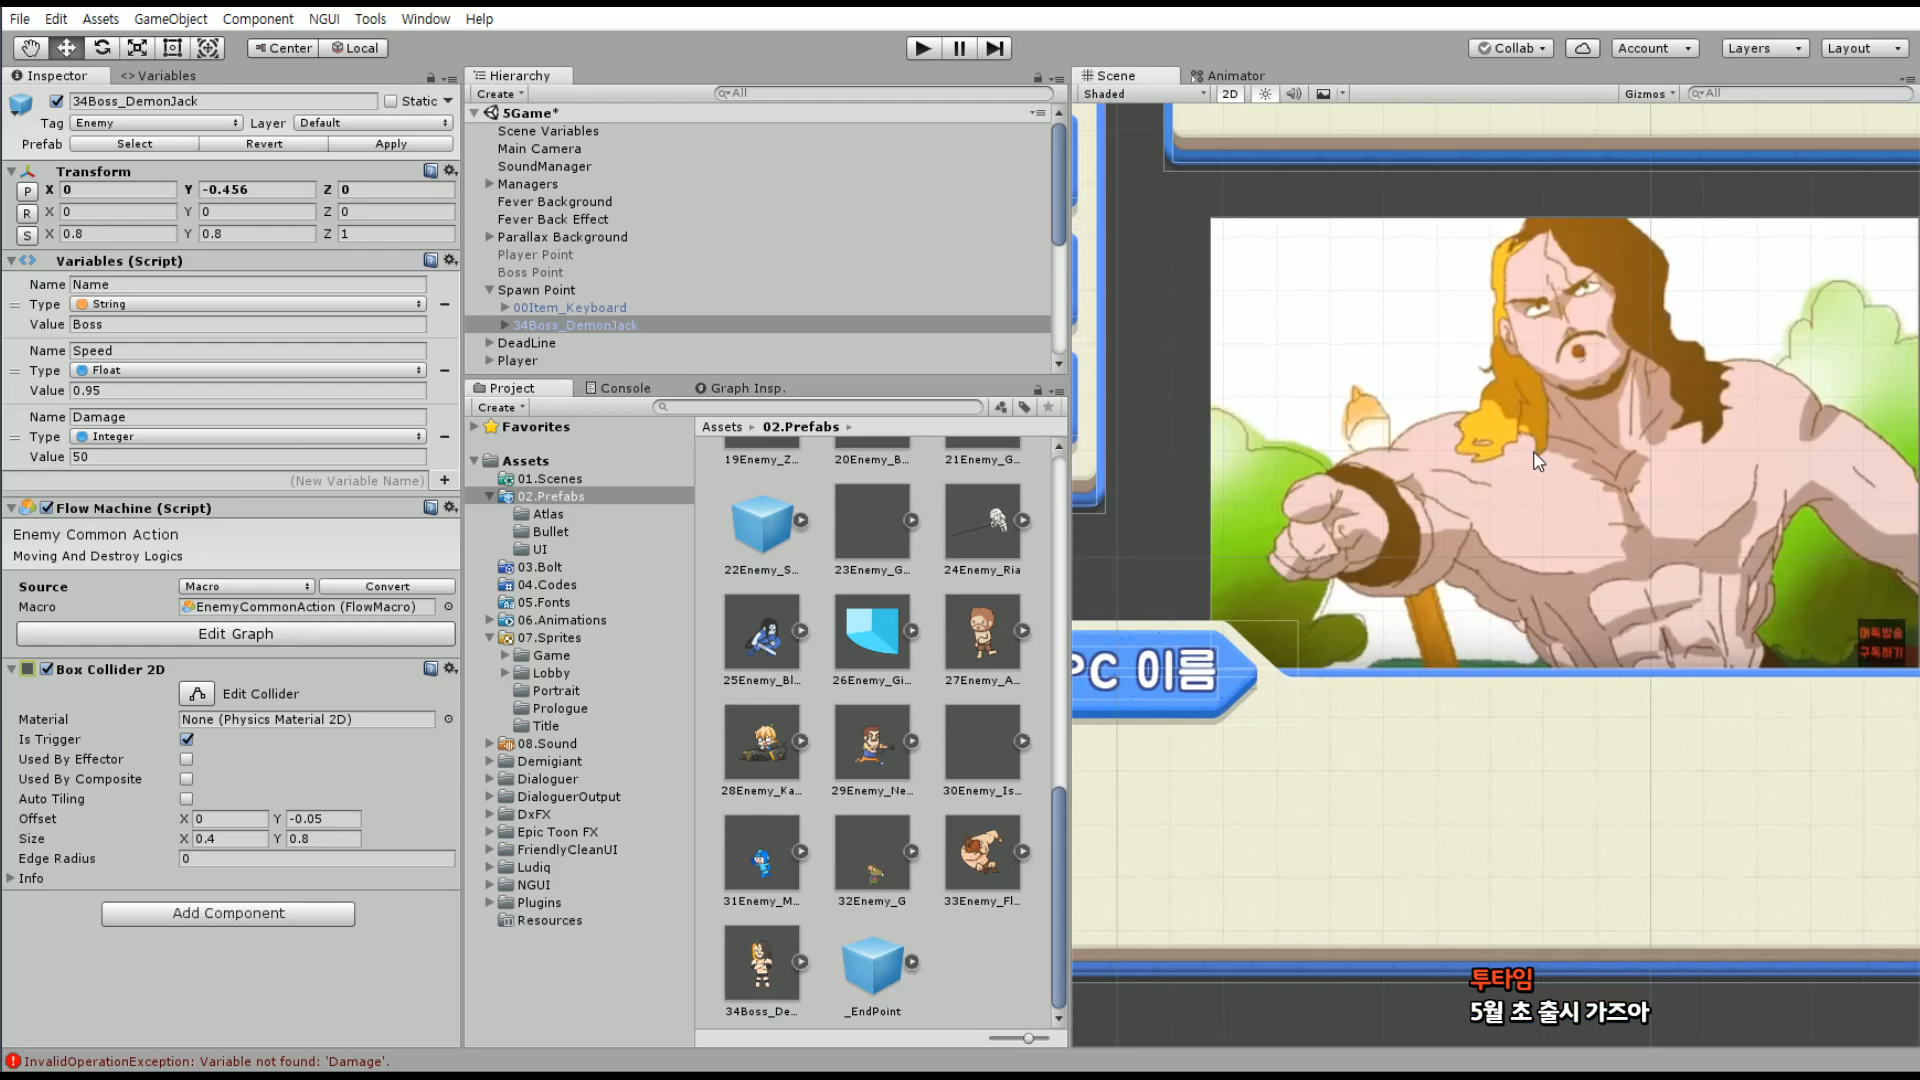 File Edit Assets GameObject Component NGUI Tools Window Help
Center Local
Collab Account Layers Layout
Inspector <> Variables
34Boss_DemonJack Static
Tag Enemy Layer Default
Prefab Select Revert Apply
Transform
P X 0 Y -0.456 Z 0
R X 0 Y 0 Z 0
S X 0.8 Y 0.8 Z 1
Variables (Script)
Name Name
Type String
Value Boss
Name Speed
Type Float
Value 0.95
Name Damage
Type Integer
Value 50
(New Variable Name)
Flow Machine (Script)
Enemy Common Action
Moving And Destroy Logics
Source Macro Convert
Macro EnemyCommonAction (FlowMacro)
Edit Graph
Box Collider 2D
Edit Collider
Material None (Physics Material 2D)
Is Trigger
Used By Effector
Used By Composite
Auto Tiling
Offset X 0 Y -0.05
Size X 0.4 Y 0.8
Edge Radius 0
Info
Add Component
InvalidOperationException: Variable not found: 'Damage'.
Hierarchy
Create All
5Game*
Scene Variables
Main Camera
SoundManager
Managers
Fever Background
Fever Back Effect
Parallax Background
Player Point
Boss Point
Spawn Point
00Item_Keyboard
34Boss_DemonJack
DeadLine
Player
Project Console Graph Insp.
Create
Favorites
Assets
01.Scenes
02.Prefabs
Atlas
Bullet
UI
03.Bolt
04.Codes
05.Fonts
06.Animations
07.Sprites
Game
Lobby
Portrait
Prologue
Title
08.Sound
Demigiant
Dialoguer
DialoguerOutput
DxFX
Epic Toon FX
FriendlyCleanUI
Ludiq
NGUI
Plugins
Resources
Assets 02.Prefabs
19Enemy_Z... 20Enemy_B... 21Enemy_G...
22Enemy_S... 23Enemy_G... 24Enemy_Ria
25Enemy_Bl... 26Enemy_Gi... 27Enemy_A...
28Enemy_Ka... 29Enemy_Ne... 30Enemy_Is...
31Enemy_M... 32Enemy_G 33Enemy_Fl...
34Boss_De... _EndPoint
Scene Animator
Shaded 2D Gizmos All
PC 이름
구독하기
투타임
5월 초 출시 가즈아